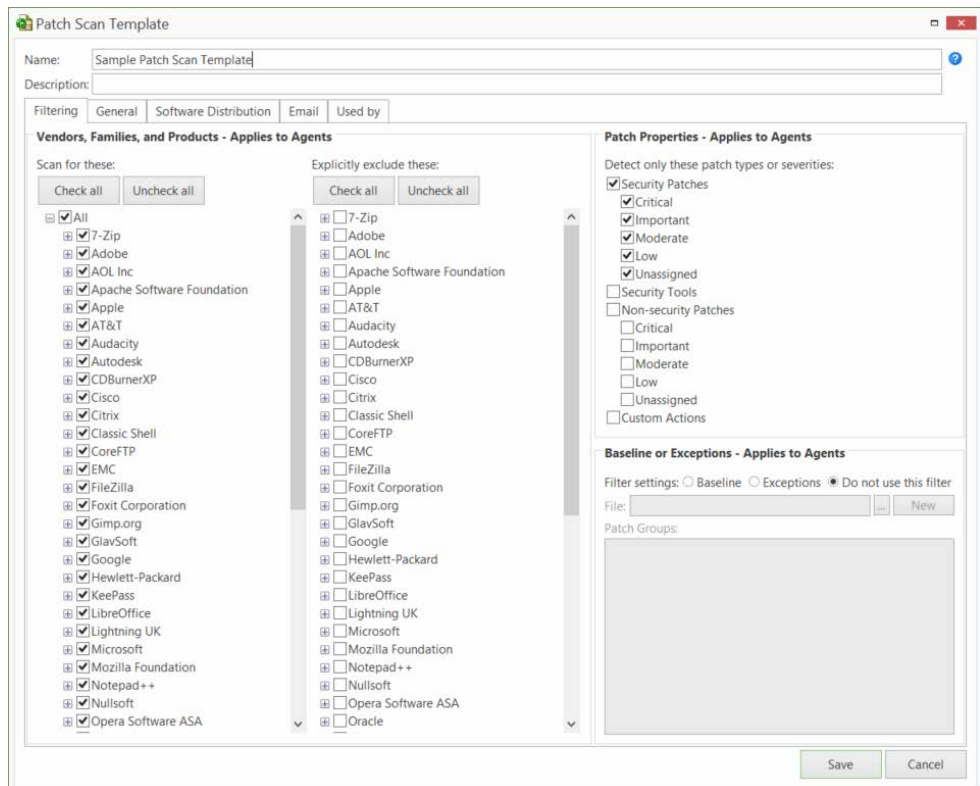 Patch Scan Template
Name: Sample Patch Scan Template
Description:
Filtering General Software Distribution Email Used by
Vendors, Families, and Products - Applies to Agents
Scan for these:
Check all Uncheck all
All
7-Zip
Adobe
AOL Inc
Apache Software Foundation
Apple
AT&T
Audacity
Autodesk
CDBurnerXP
Cisco
Citrix
Classic Shell
CoreFTP
EMC
FileZilla
Foxit Corporation
Gimp.org
GlavSoft
Google
Hewlett-Packard
KeePass
LibreOffice
Lightning UK
Microsoft
Mozilla Foundation
Notepad++
Nullsoft
Opera Software ASA
Explicitly exclude these:
Check all Uncheck all
7-Zip
Adobe
AOL Inc
Apache Software Foundation
Apple
AT&T
Audacity
Autodesk
CDBurnerXP
Cisco
Citrix
Classic Shell
CoreFTP
EMC
FileZilla
Foxit Corporation
Gimp.org
GlavSoft
Google
Hewlett-Packard
KeePass
LibreOffice
Lightning UK
Microsoft
Mozilla Foundation
Notepad++
Nullsoft
Opera Software ASA
Oracle
Patch Properties - Applies to Agents
Detect only these patch types or severities:
Security Patches
Critical
Important
Moderate
Low
Unassigned
Security Tools
Non-security Patches
Critical
Important
Moderate
Low
Unassigned
Custom Actions
Baseline or Exceptions - Applies to Agents
Filter settings: Baseline Exceptions Do not use this filter
File: ... New
Patch Groups:
Save Cancel